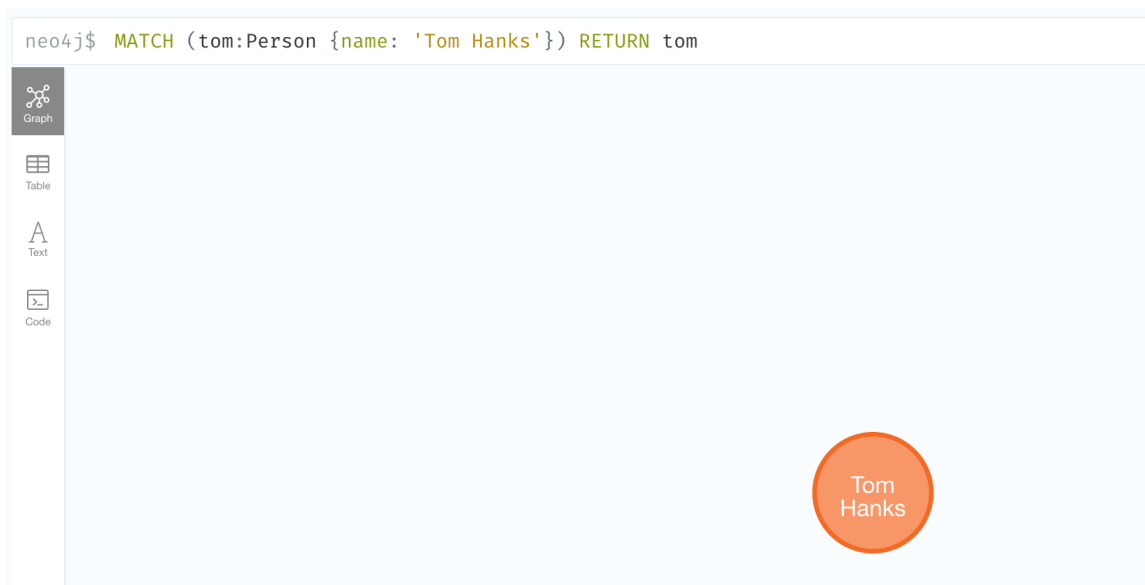 neo4j$ MATCH (tom:Person {name: 'Tom Hanks'}) RETURN tom
Graph
Table
Text
Code
Tom
Hanks